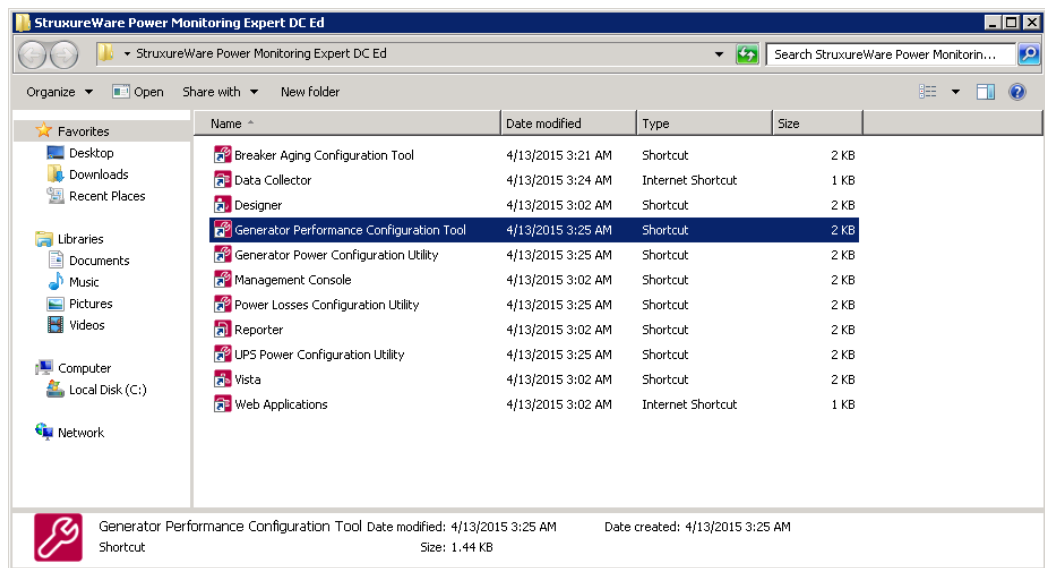 StruxureWare Power Monitoring Expert DC Ed
StruxureWare Power Monitoring Expert DC Ed
Search StruxureWare Power Monitorin...
Organize Open Share with New folder
Name Date modified Type Size
Favorites
Desktop
Downloads
Recent Places
Libraries
Documents
Music
Pictures
Videos
Computer
Local Disk (C:)
Network
Breaker Aging Configuration Tool 4/13/2015 3:21 AM Shortcut 2 KB
Data Collector 4/13/2015 3:24 AM Internet Shortcut 1 KB
Designer 4/13/2015 3:02 AM Shortcut 2 KB
Generator Performance Configuration Tool 4/13/2015 3:25 AM Shortcut 2 KB
Generator Power Configuration Utility 4/13/2015 3:25 AM Shortcut 2 KB
Management Console 4/13/2015 3:02 AM Shortcut 2 KB
Power Losses Configuration Utility 4/13/2015 3:25 AM Shortcut 2 KB
Reporter 4/13/2015 3:02 AM Shortcut 2 KB
UPS Power Configuration Utility 4/13/2015 3:25 AM Shortcut 2 KB
Vista 4/13/2015 3:02 AM Shortcut 2 KB
Web Applications 4/13/2015 3:02 AM Internet Shortcut 1 KB
Generator Performance Configuration Tool Date modified: 4/13/2015 3:25 AM Date created: 4/13/2015 3:25 AM
Shortcut Size: 1.44 KB